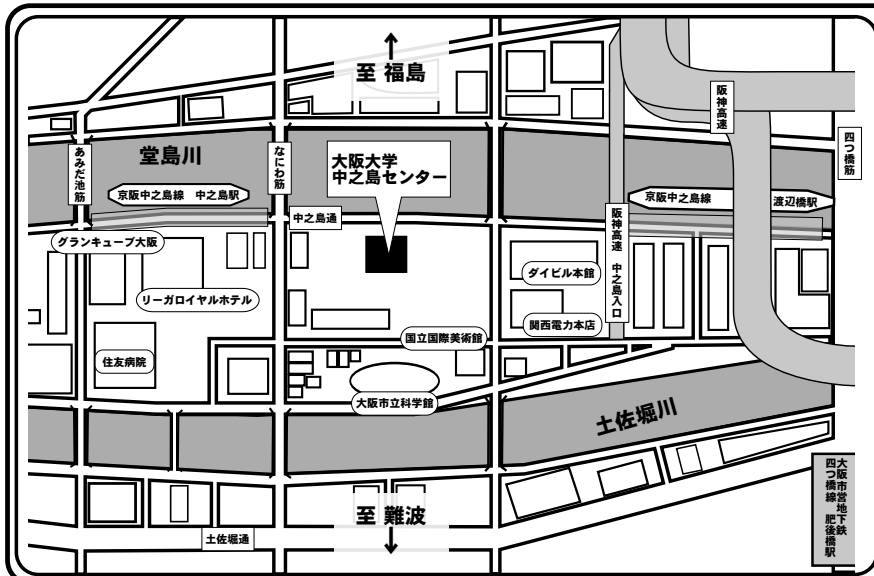 至 福島
阪神高速
四つ橋筋
あみだ池筋
堂島川
なにわ筋
大阪大学
中之島センター
京阪中之島線 中之島駅
京阪中之島線
渡辺橋駅
中之島通
阪神高速 中之島入口
グランキューブ大阪
ダイビル本館
リーガロイヤルホテル
関西電力本店
国立国際美術館
住友病院
大阪市立科学館
土佐堀川
大阪市営地下鉄
四つ橋線 肥後橋駅
至 難波
土佐堀通